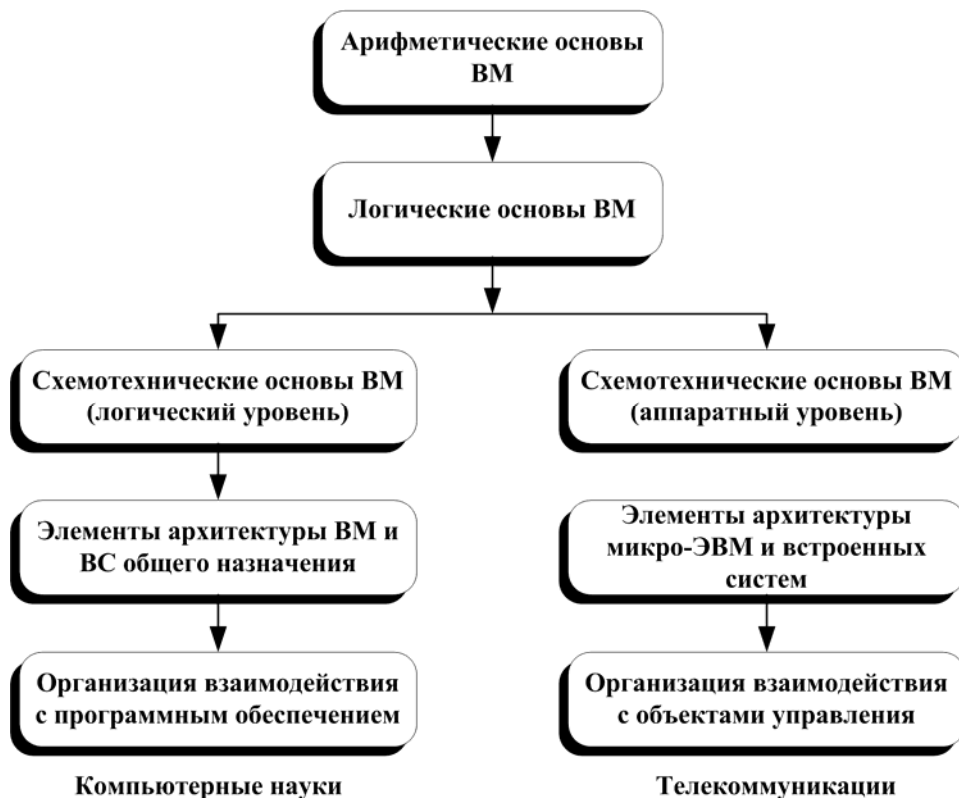 Арифметические основы
ВМ
Логические основы ВМ
Схемотехнические основы ВМ
(логический уровень)
Схемотехнические основы ВМ
(аппаратный уровень)
Элементы архитектуры ВМ и
ВС общего назначения
Элементы архитектуры
микро-ЭВМ и встроенных
систем
Организация взаимодействия
с программным обеспечением
Организация взаимодействия
с объектами управления
Компьютерные науки
Телекоммуникации